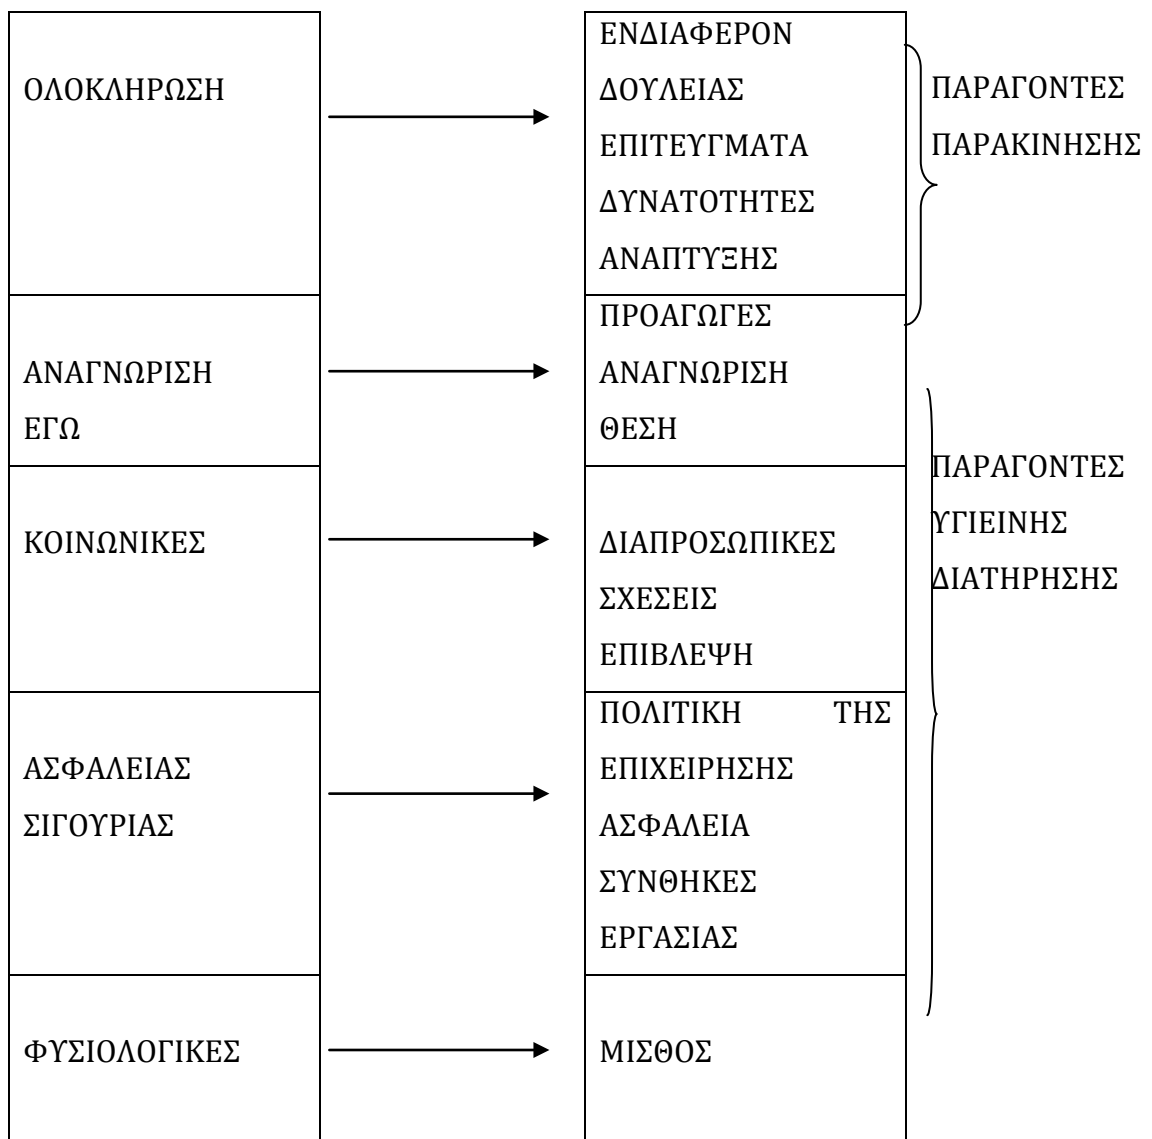 ΟΛΟΚΛΗΡΩΣΗ
ΕΝΔΙΑΦΕΡΟΝ
ΔΟΥΛΕΙΑΣ
ΕΠΙΤΕΥΓΜΑΤΑ
ΔΥΝΑΤΟΤΗΤΕΣ
ΑΝΑΠΤΥΞΗΣ
ΠΑΡΑΓΟΝΤΕΣ
ΠΑΡΑΚΙΝΗΣΗΣ
ΑΝΑΓΝΩΡΙΣΗ
ΕΓΩ
ΠΡΟΑΓΩΓΕΣ
ΑΝΑΓΝΩΡΙΣΗ
ΘΕΣΗ
ΠΑΡΑΓΟΝΤΕΣ
ΥΓΙΕΙΝΗΣ
ΔΙΑΤΗΡΗΣΗΣ
ΚΟΙΝΩΝΙΚΕΣ
ΔΙΑΠΡΟΣΩΠΙΚΕΣ
ΣΧΕΣΕΙΣ
ΕΠΙΒΛΕΨΗ
ΑΣΦΑΛΕΙΑΣ
ΣΙΓΟΥΡΙΑΣ
ΠΟΛΙΤΙΚΗ ΤΗΣ
ΕΠΙΧΕΙΡΗΣΗΣ
ΑΣΦΑΛΕΙΑ
ΣΥΝΘΗΚΕΣ
ΕΡΓΑΣΙΑΣ
ΦΥΣΙΟΛΟΓΙΚΕΣ
ΜΙΣΘΟΣ